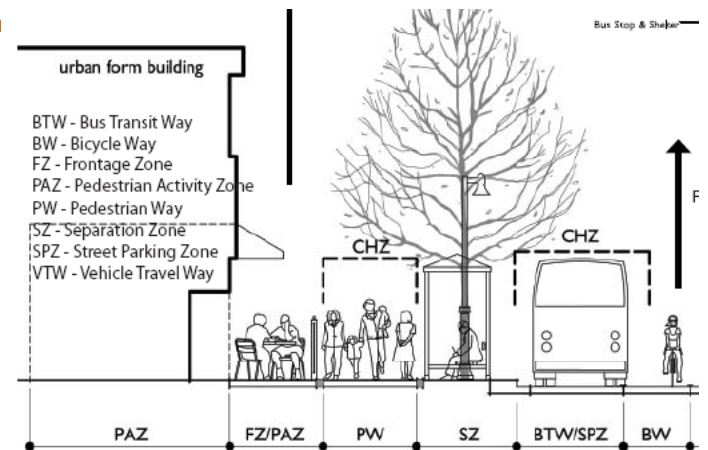 Bus Stop & Shelter
urban form building
BTW - Bus Transit Way
BW - Bicycle Way
FZ - Frontage Zone
PAZ - Pedestrian Activity Zone
PW - Pedestrian Way
SZ - Separation Zone
SPZ - Street Parking Zone
VTW - Vehicle Travel Way
CHZ
CHZ
PAZ
FZ/PAZ
PW
SZ
BTW/SPZ
BW